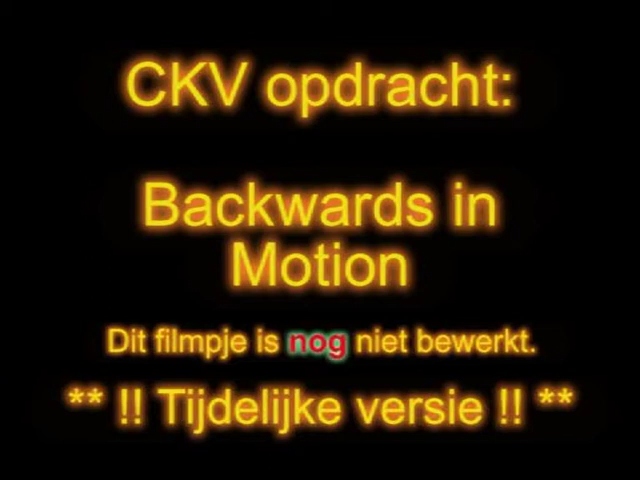 CKV opdracht:
Backwards in
Motion
Dit filmpje is nog niet bewerkt.
** !! Tijdelijke versie !! **